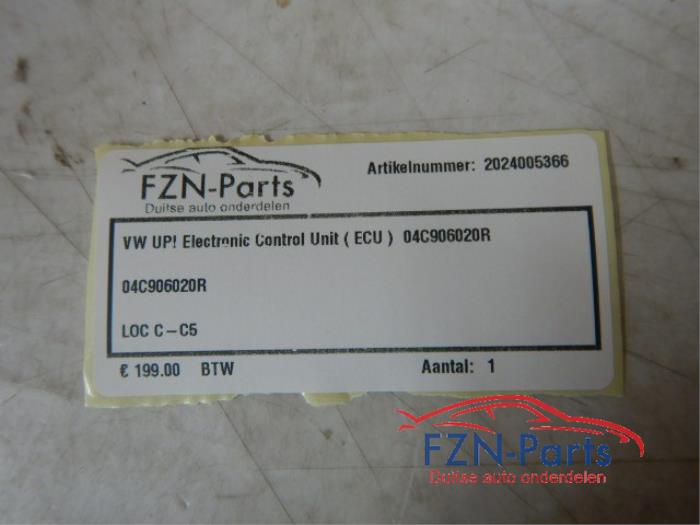 FZN-Parts
Duitse auto onderdelen
Artikelnummer: 2024005366
VW UP! Electronic Control Unit ( ECU ) 04C906020R
04C906020R
LOC C-C5
€ 199.00 BTW
Aantal: 1
FZN-Parts
Duitse auto onderdelen